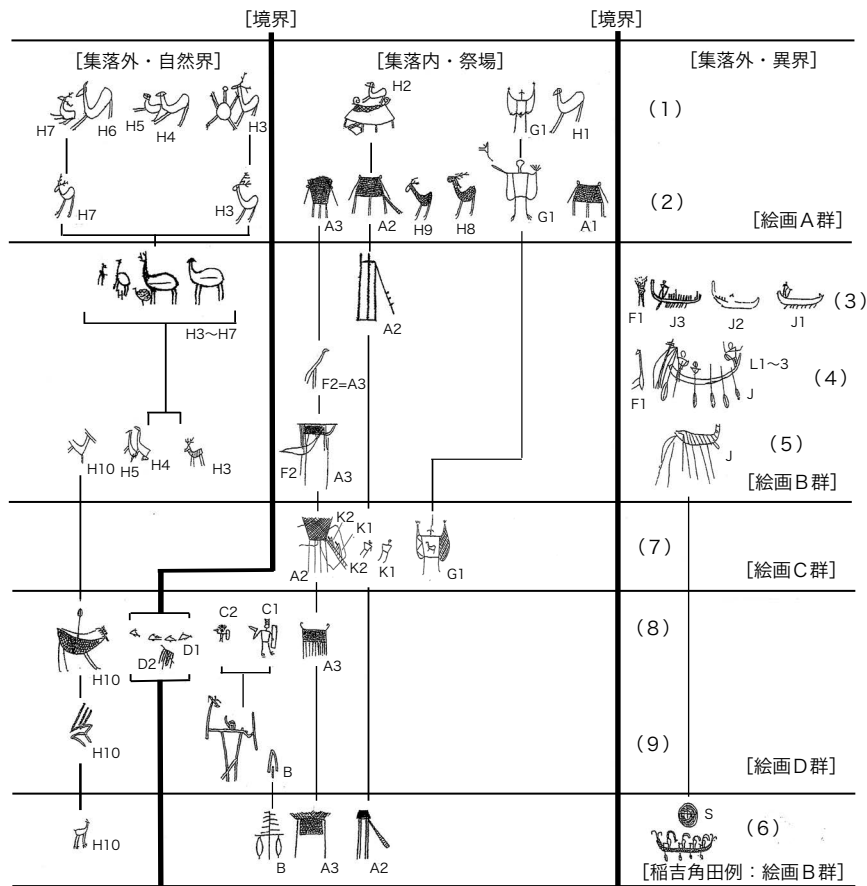 [境界] [境界]
[集落外・自然界] [集落内・祭場] [集落外・異界]
H2
H7 H6 H5 H4 H3 G1 H1 (1)
H7 H3 A3 A2 H9 H8 G1 A1 (2)
[絵画A群]
H3〜H7 A2 F1 J3 J2 J1 (3)
F2=A3 F1 J L1〜3 (4)
H10 H5 H4 H3 F2 A3 J (5)
[絵画B群]
K2 K1
A2 K2 K1 G1 (7)
[絵画C群]
C2 C1
H10 D2 D1 A3 (8)
H10 B (9)
[絵画D群]
H10 B A3 A2 S (6)
[稲吉角田例:絵画B群]